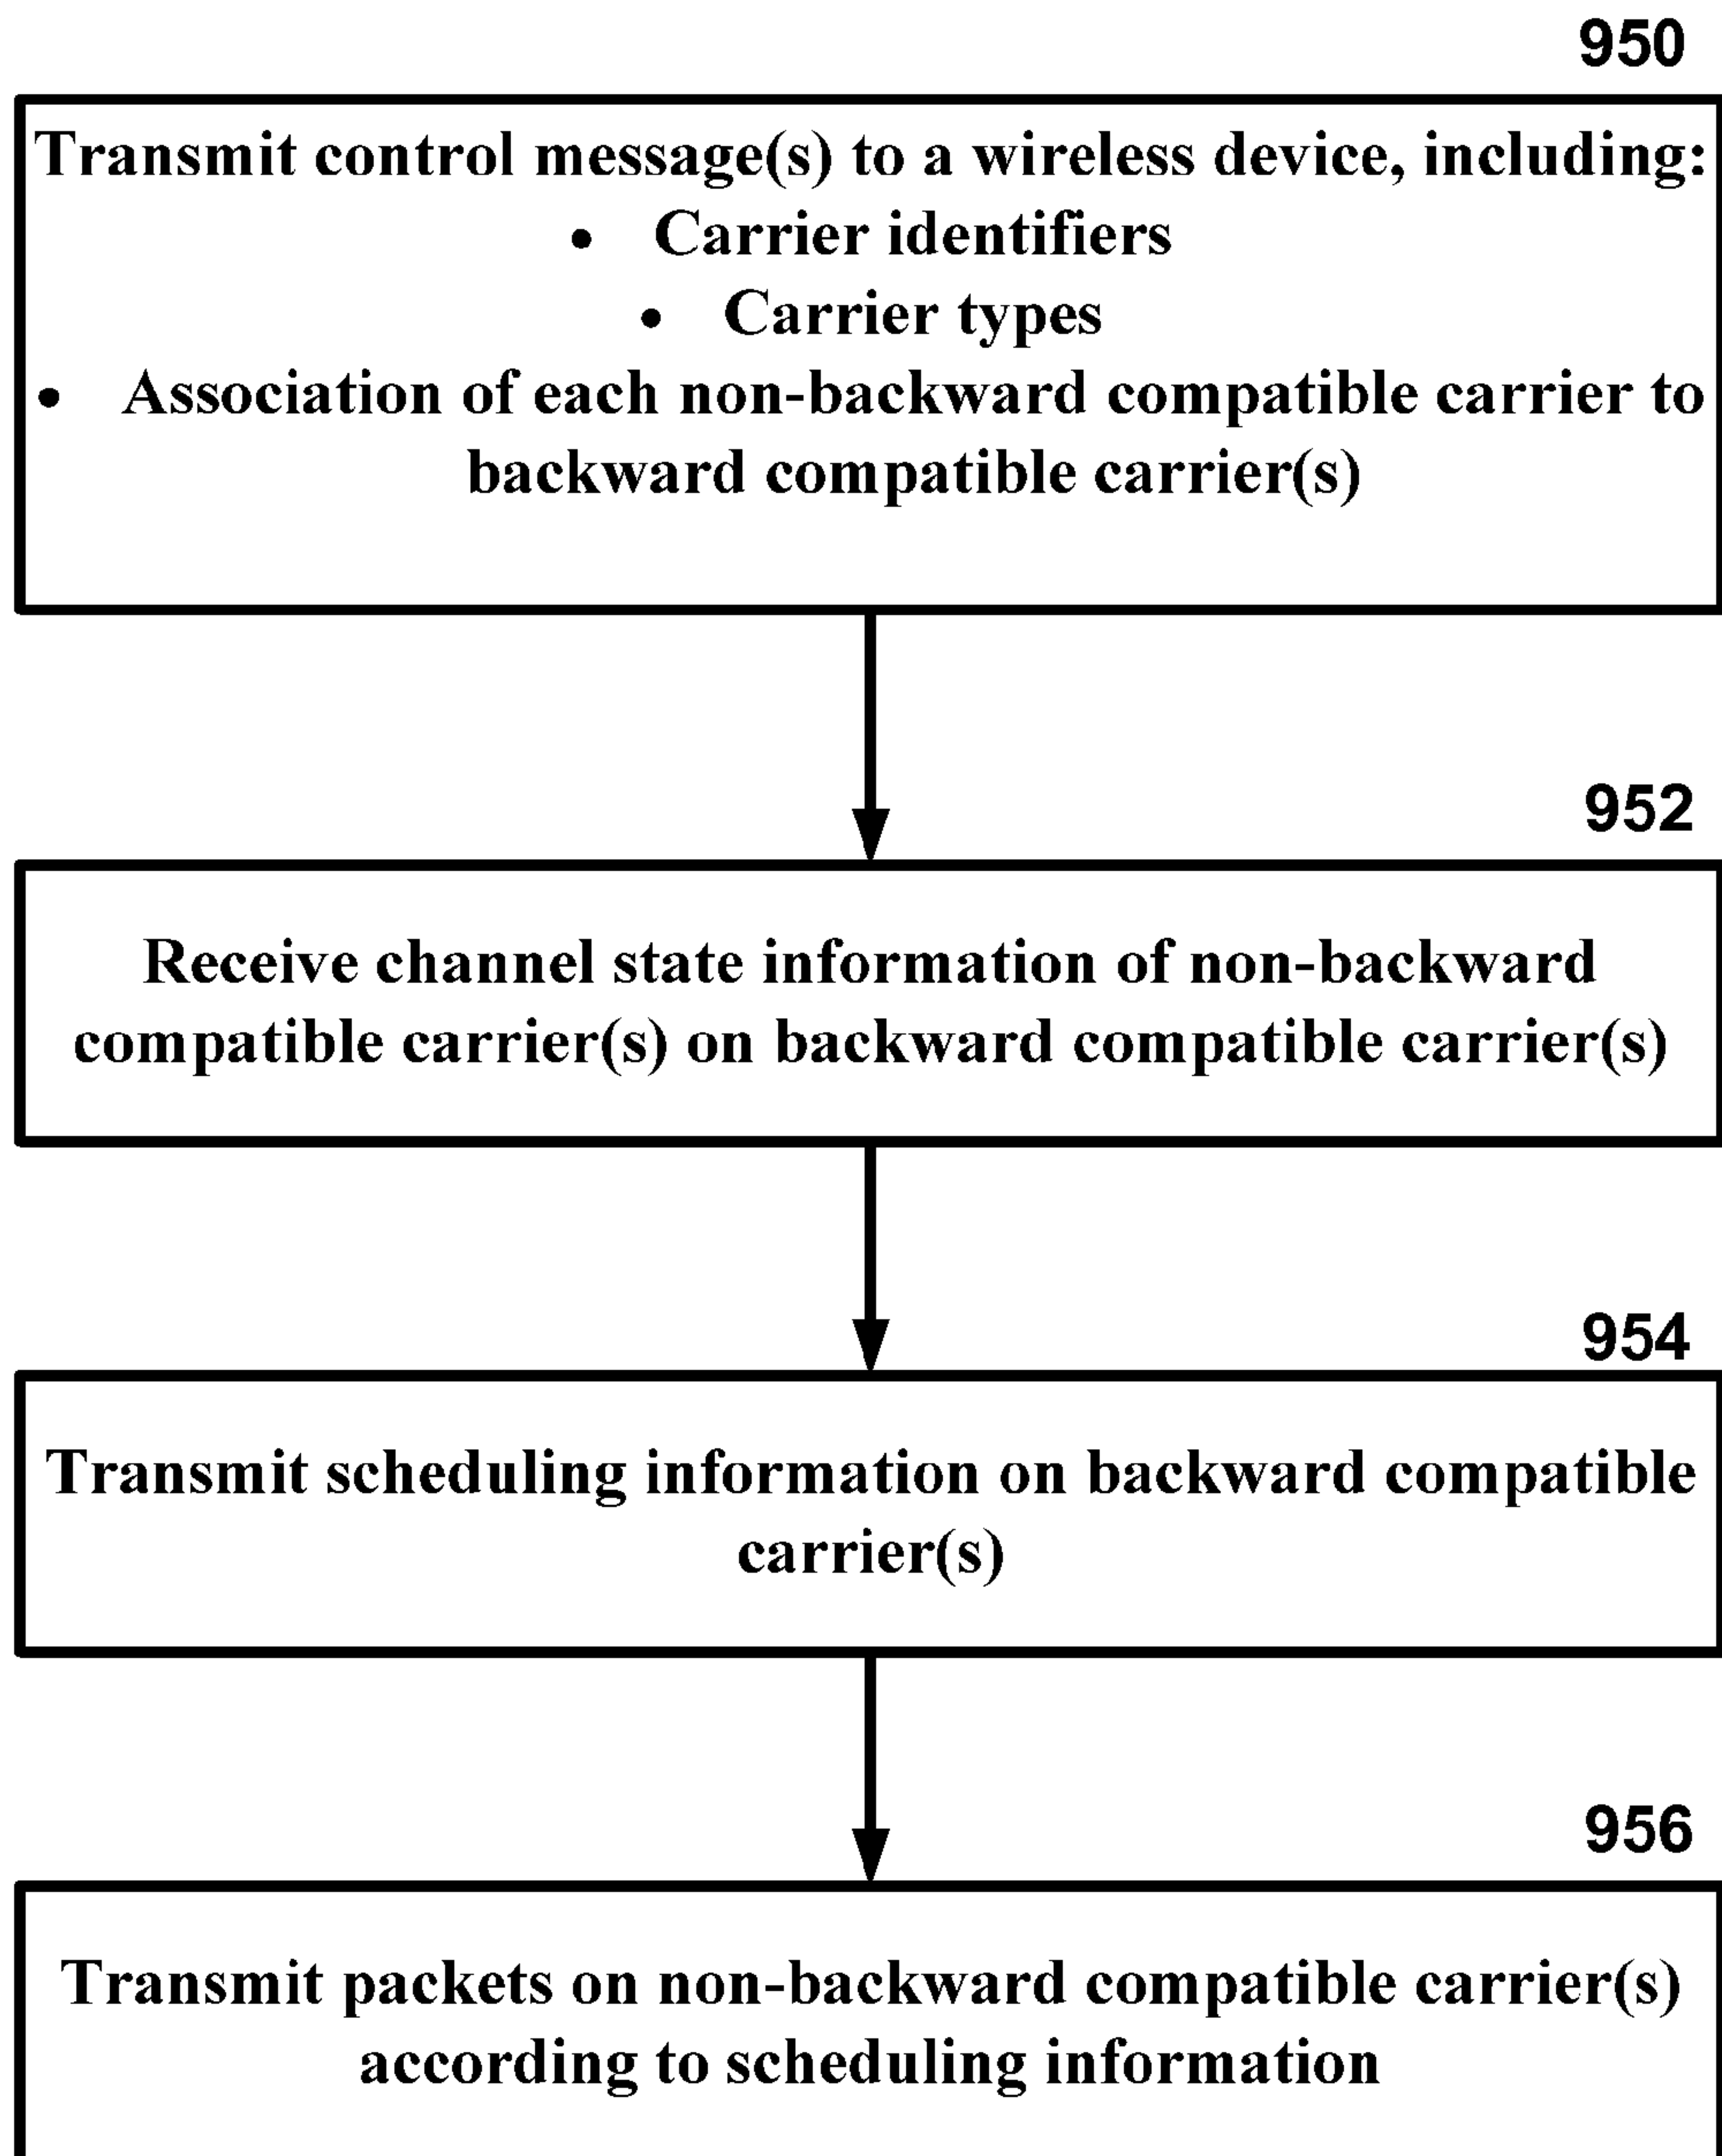 950
Transmit control message(s) to a wireless device, including:
• Carrier identifiers
• Carrier types
• Association of each non-backward compatible carrier to
backward compatible carrier(s)
952
Receive channel state information of non-backward
compatible carrier(s) on backward compatible carrier(s)
954
Transmit scheduling information on backward compatible
carrier(s)
956
Transmit packets on non-backward compatible carrier(s)
according to scheduling information